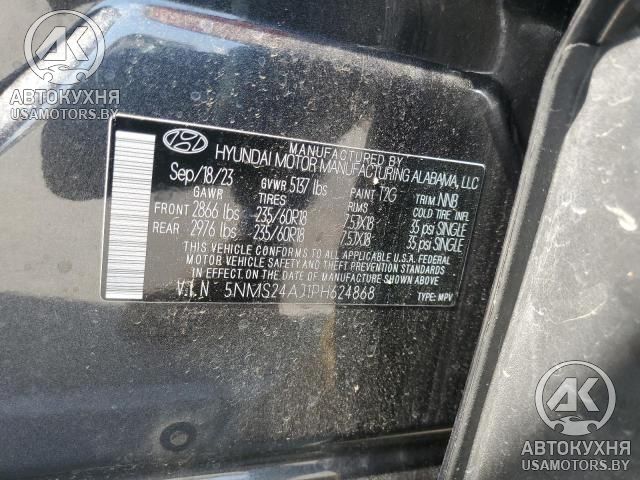 AK
АВТОКУХНЯ
USAMOTORS.BY
MANUFACTURED BY
HYUNDAI MOTOR MANUFACTURING ALABAMA, LLC
Sep/18/23 GVWR 5137 lbs PAINT T2G TRIM NNB
GAWR TIRES RIMS COLD TIRE INFL
FRONT 2866 lbs 235/60R18 7.5JX18 35 psi SINGLE
REAR 2976 lbs 235/60R18 7.5JX18 35 psi SINGLE
THIS VEHICLE CONFORMS TO ALL APPLICABLE U.S.A. FEDERAL
MOTOR VEHICLE SAFETY AND THEFT PREVENTION STANDARDS
IN EFFECT ON THE DATE OF MANUFACTURE SHOWN ABOVE.
V.I.N 5NMS24AJ1PH624868 TYPE: MPV
AK
АВТОКУХНЯ
USAMOTORS.BY